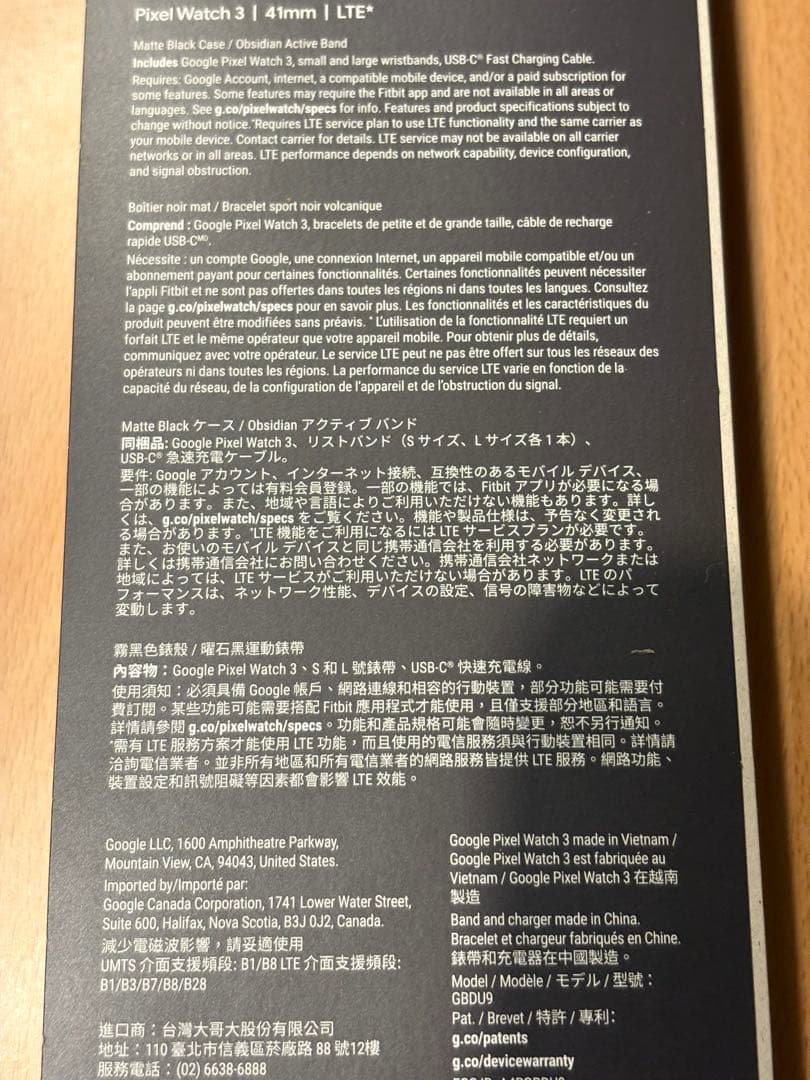 Pixel Watch 3 | 41mm | LTE*
Matte Black Case / Obsidian Active Band
Includes Google Pixel Watch 3, small and large wristbands, USB-C® Fast Charging Cable.
Requires: Google Account, internet, a compatible mobile device, and/or a paid subscription for
some features. Some features may require the Fitbit app and are not available in all areas or
languages. See g.co/pixelwatch/specs for info. Features and product specifications subject to
change without notice.*Requires LTE service plan to use LTE functionality and the same carrier as
your mobile device. Contact carrier for details. LTE service may not be available on all carrier
networks or in all areas. LTE performance depends on network capability, device configuration,
and signal obstruction.
Boîtier noir mat / Bracelet sport noir volcanique
Comprend : Google Pixel Watch 3, bracelets de petite et de grande taille, câble de recharge
rapide USB-Cᴹᴰ.
Nécessite : un compte Google, une connexion Internet, un appareil mobile compatible et/ou un
abonnement payant pour certaines fonctionnalités. Certaines fonctionnalités peuvent nécessiter
l'appli Fitbit et ne sont pas offertes dans toutes les régions ni dans toutes les langues. Consultez
la page g.co/pixelwatch/specs pour en savoir plus. Les fonctionnalités et les caractéristiques du
produit peuvent être modifiées sans préavis. * L'utilisation de la fonctionnalité LTE requiert un
forfait LTE et le même opérateur que votre appareil mobile. Pour obtenir plus de détails,
communiquez avec votre opérateur. Le service LTE peut ne pas être offert sur tous les réseaux des
opérateurs ni dans toutes les régions. La performance du service LTE varie en fonction de la
capacité du réseau, de la configuration de l'appareil et de l'obstruction du signal.
Matte Black ケース / Obsidian アクティブ バンド
同梱品: Google Pixel Watch 3、リストバンド（S サイズ、L サイズ各 1 本）、
USB-C® 急速充電ケーブル。
要件: Google アカウント、インターネット接続、互換性のあるモバイル デバイス、
一部の機能によっては有料会員登録。一部の機能では、Fitbit アプリが必要になる場
合があります。また、地域や言語によりご利用いただけない機能もあります。詳し
くは、g.co/pixelwatch/specs をご覧ください。機能や製品仕様は、予告なく変更され
る場合があります。*LTE 機能をご利用になるには LTE サービスプランが必要です。
また、お使いのモバイル デバイスと同じ携帯通信会社を利用する必要があります。
詳しくは携帯通信会社にお問い合わせください。携帯通信会社ネットワークまたは
地域によっては、LTE サービスがご利用いただけない場合があります。LTE のパ
フォーマンスは、ネットワーク性能、デバイスの設定、信号の障害物などによって
変動します。
霧黑色錶殼 / 曜石黑運動錶帶
內容物：Google Pixel Watch 3、S 和 L 號錶帶、USB-C® 快速充電線。
使用須知：必須具備 Google 帳戶、網路連線和相容的行動裝置，部分功能可能需要付
費訂閱。某些功能可能需要搭配 Fitbit 應用程式才能使用，且僅支援部分地區和語言。
詳情請參閱 g.co/pixelwatch/specs。功能和產品規格可能會隨時變更，恕不另行通知。
*需有 LTE 服務方案才能使用 LTE 功能，而且使用的電信服務須與行動裝置相同。詳情請
洽詢電信業者。並非所有地區和所有電信業者的網路服務皆提供 LTE 服務。網路功能、
裝置設定和訊號阻礙等因素都會影響 LTE 效能。
Google LLC, 1600 Amphitheatre Parkway,
Mountain View, CA, 94043, United States.
Imported by/Importé par:
Google Canada Corporation, 1741 Lower Water Street,
Suite 600, Halifax, Nova Scotia, B3J 0J2, Canada.
減少電磁波影響，請妥適使用
UMTS 介面支援頻段: B1/B8 LTE 介面支援頻段:
B1/B3/B7/B8/B28
進口商：台灣大哥大股份有限公司
地址：110 臺北市信義區菸廠路 88 號12樓
服務電話：(02) 6638-6888
Google Pixel Watch 3 made in Vietnam /
Google Pixel Watch 3 est fabriquée au
Vietnam / Google Pixel Watch 3 在越南
製造
Band and charger made in China.
Bracelet et chargeur fabriqués en Chine.
錶帶和充電器在中國製造。
Model / Modèle / モデル / 型號：
GBDU9
Pat. / Brevet / 特許 / 專利：
g.co/patents
g.co/devicewarranty